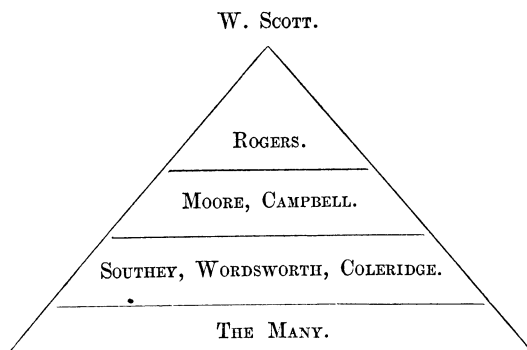 W. SCOTT.
ROGERS.
MOORE, CAMPBELL.
SOUTHEY, WORDSWORTH, COLERIDGE.
THE MANY.